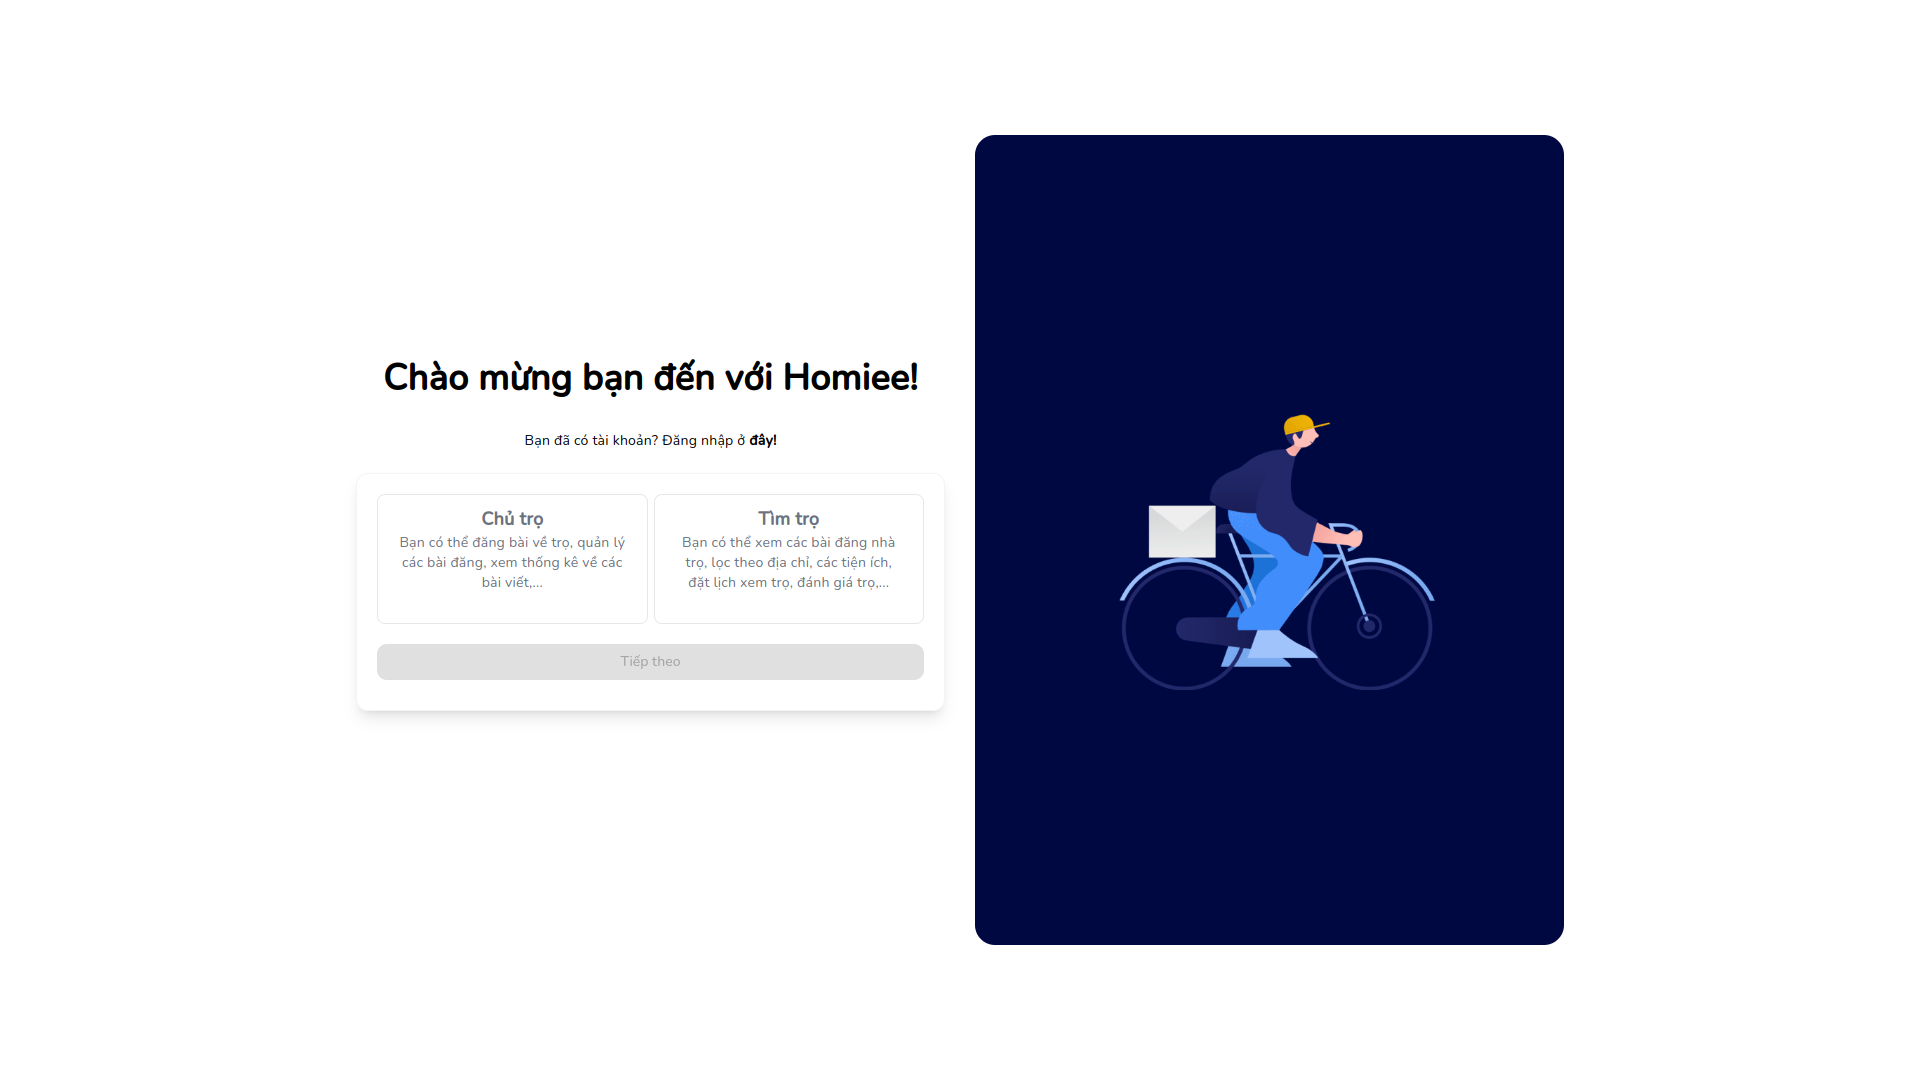 Chào mừng bạn đến với Homiee!
Bạn đã có tài khoản? Đăng nhập ở đây!
Chủ trọ
Bạn có thể đăng bài về trọ, quản lý
các bài đăng, xem thống kê về các
bài viết,...
Tìm trọ
Bạn có thể xem các bài đăng nhà
trọ, lọc theo địa chỉ, các tiện ích,
đặt lịch xem trọ, đánh giá trọ,...
Tiếp theo